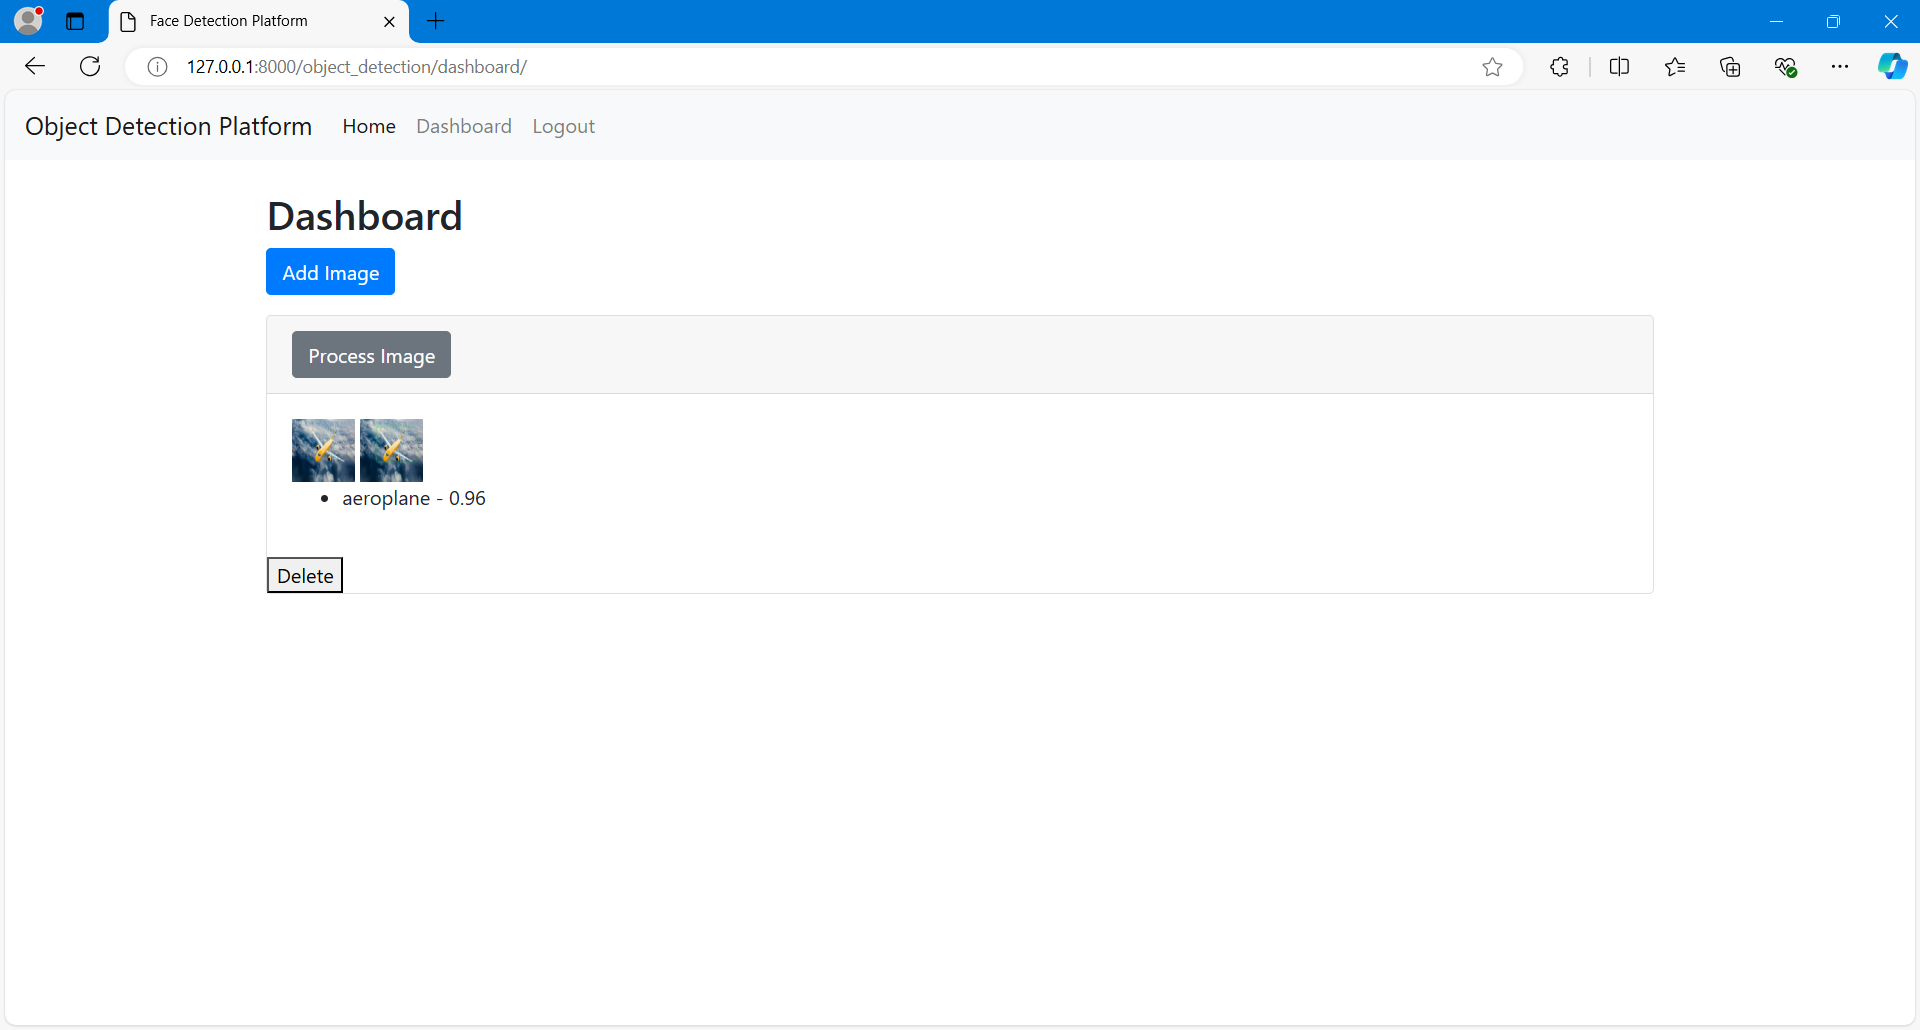 Face Detection Platform
127.0.0.1:8000/object_detection/dashboard/
Object Detection Platform Home Dashboard Logout
Dashboard
Add Image
Process Image
aeroplane - 0.96
Delete